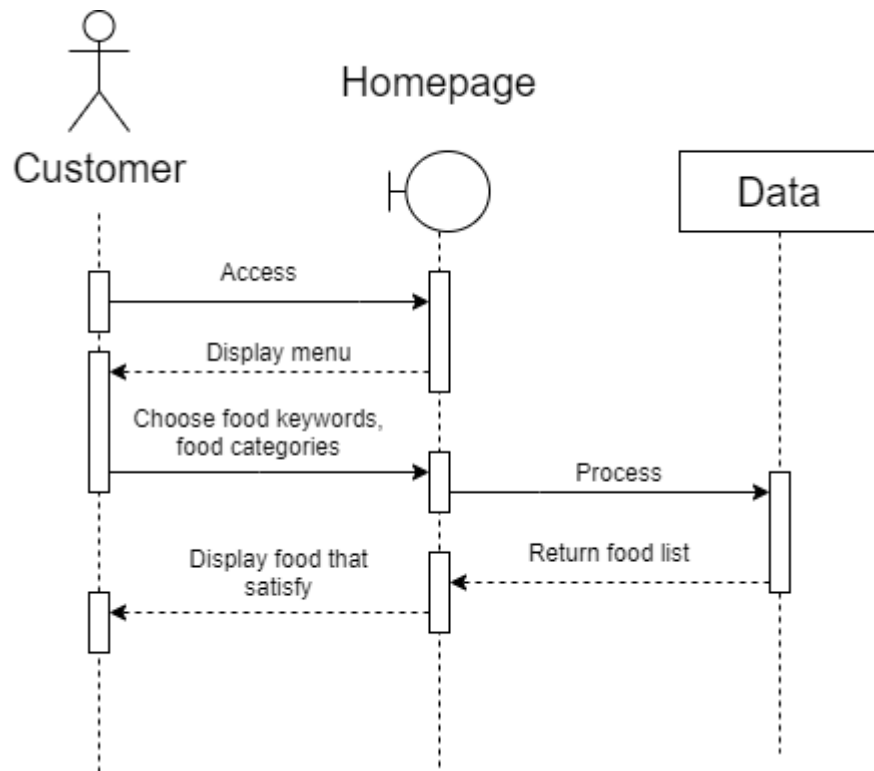 Homepage
Customer
Data
Access
Display menu
Choose food keywords,
food categories
Process
Return food list
Display food that
satisfy